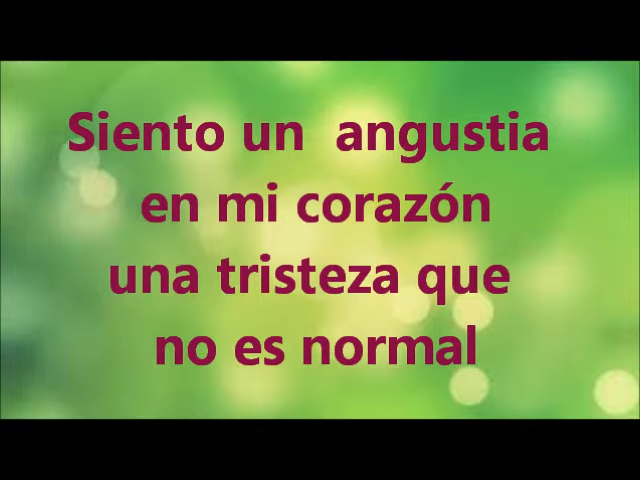 Siento un  angustia
en mi corazón
una tristeza que
no es normal